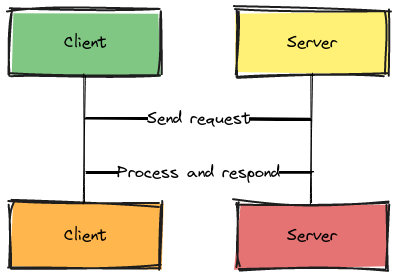 Client
Server
Send request
Process and respond
Client
Server